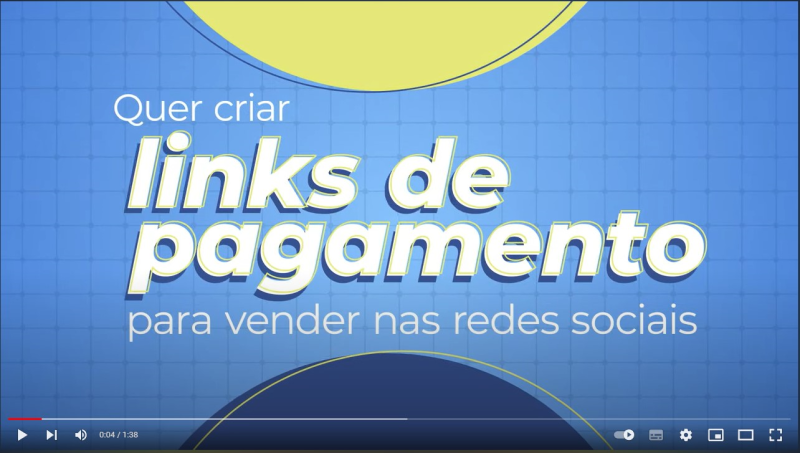 Quer criar
links de
pagamento
para vender nas redes sociais
0:04 / 1:38